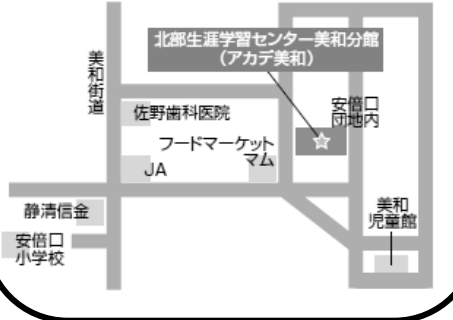 北部生涯学習センター美和分館
（アカデ美和）
美和街道
佐野歯科医院
安倍口
団地内
フードマーケット
マム
JA
静清信金
美和
児童館
安倍口
小学校